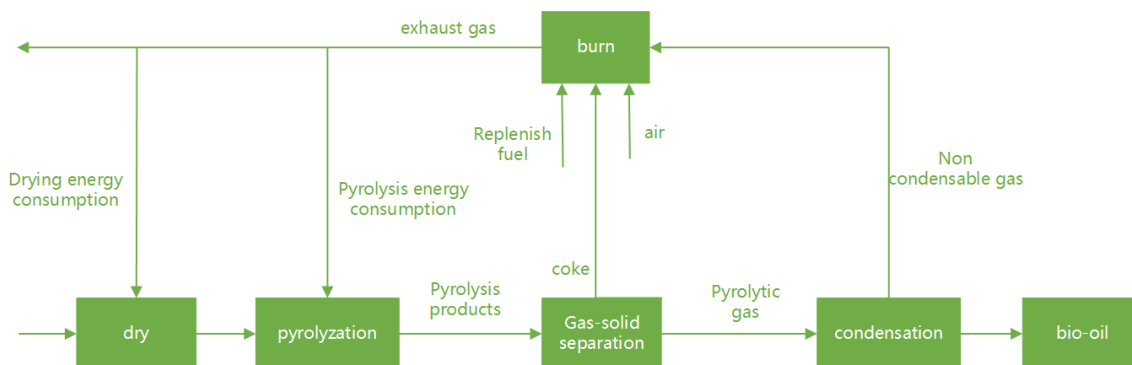 exhaust gas
burn
Replenish
fuel
air
Non
condensable gas
Drying energy
consumption
Pyrolysis energy
consumption
coke
Pyrolysis
products
Pyrolytic
gas
dry
pyrolyzation
Gas-solid
separation
condensation
bio-oil